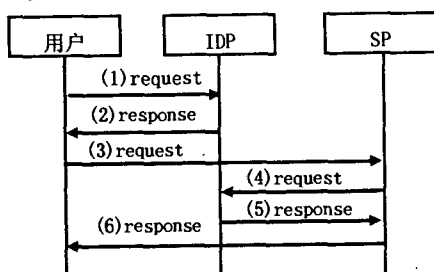 用户 IDP SP
(1)request
(2)response
(3)request
(4)request
(5)response
(6)response